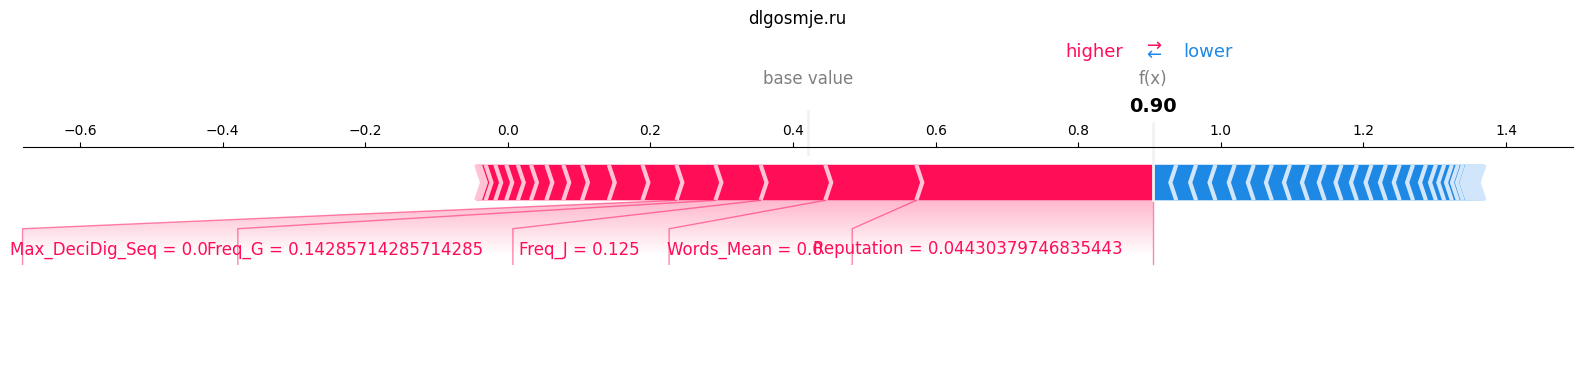 dlgosmje.ru
higher → ← lower
base value f(x)
0.90
−0.6 −0.4 −0.2 0.0 0.2 0.4 0.6 0.8 1.0 1.2 1.4
Max_DeciDig_Seq = 0.0 Freq_G = 0.14285714285714285 Freq_J = 0.125 Words_Mean = 0.0 Reputation = 0.04430379746835443